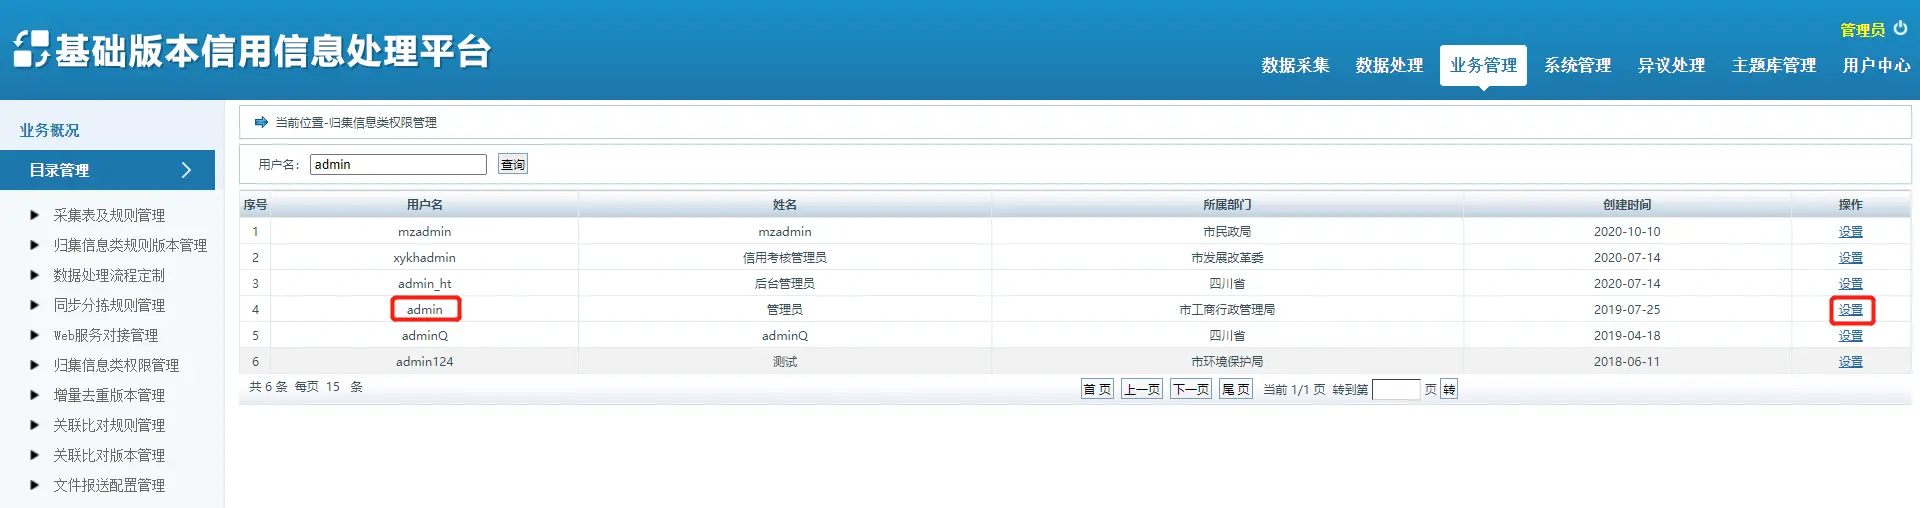 基础版本信用信息处理平台
管理员
数据采集 数据处理 业务管理 系统管理 异议处理 主题库管理 用户中心
业务概况
目录管理
采集表及规则管理
归集信息类规则版本管理
数据处理流程定制
同步分拣规则管理
Web服务对接管理
归集信息类权限管理
增量去重版本管理
关联比对规则管理
关联比对版本管理
文件报送配置管理
当前位置-归集信息类权限管理
用户名: admin 查询
序号 用户名 姓名 所属部门 创建时间 操作
1 mzadmin mzadmin 市民政局 2020-10-10 设置
2 xykhadmin 信用考核管理员 市发展改革委 2020-07-14 设置
3 admin_ht 后台管理员 四川省 2020-07-14 设置
4 admin 管理员 市工商行政管理局 2019-07-25 设置
5 adminQ adminQ 四川省 2019-04-18 设置
6 admin124 测试 市环境保护局 2018-06-11 设置
共 6 条 每页 15 条 首 页 上一页 下一页 尾 页 当前 1/1 页 转到第 页 转